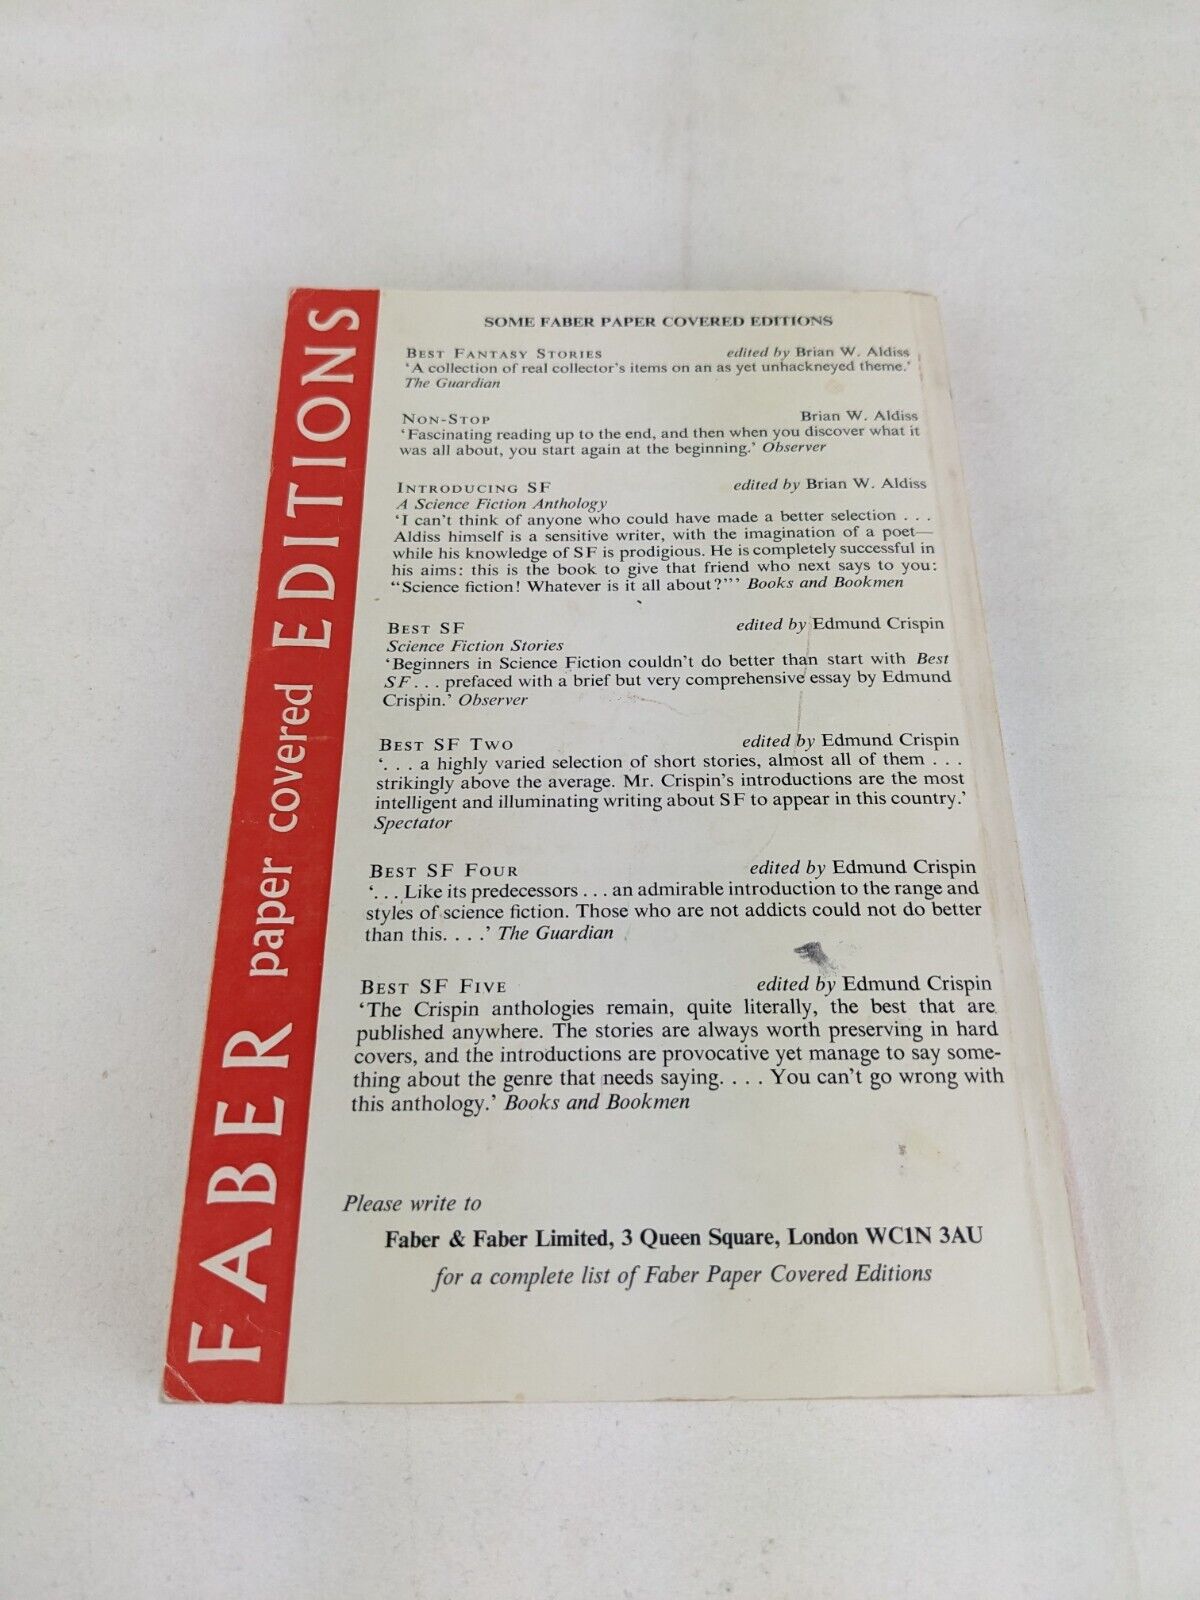 FABER paper covered EDITIONS
SOME FABER PAPER COVERED EDITIONS
BEST FANTASY STORIES edited by Brian W. Aldiss
‘A collection of real collector's items on an as yet unhackneyed theme.’
The Guardian
NON-STOP Brian W. Aldiss
‘Fascinating reading up to the end, and then when you discover what it
was all about, you start again at the beginning.’ Observer
INTRODUCING SF edited by Brian W. Aldiss
A Science Fiction Anthology
‘I can't think of anyone who could have made a better selection . . .
Aldiss himself is a sensitive writer, with the imagination of a poet—
while his knowledge of SF is prodigious. He is completely successful in
his aims: this is the book to give that friend who next says to you:
“Science fiction! Whatever is it all about?”’ Books and Bookmen
BEST SF edited by Edmund Crispin
Science Fiction Stories
‘Beginners in Science Fiction couldn't do better than start with Best
SF . . . prefaced with a brief but very comprehensive essay by Edmund
Crispin.’ Observer
BEST SF TWO edited by Edmund Crispin
‘. . . a highly varied selection of short stories, almost all of them . . .
strikingly above the average. Mr. Crispin's introductions are the most
intelligent and illuminating writing about SF to appear in this country.’
Spectator
BEST SF FOUR edited by Edmund Crispin
‘. . . Like its predecessors . . . an admirable introduction to the range and
styles of science fiction. Those who are not addicts could not do better
than this. . . .’ The Guardian
BEST SF FIVE edited by Edmund Crispin
‘The Crispin anthologies remain, quite literally, the best that are
published anywhere. The stories are always worth preserving in hard
covers, and the introductions are provocative yet manage to say some-
thing about the genre that needs saying. . . . You can't go wrong with
this anthology.’ Books and Bookmen
Please write to
Faber & Faber Limited, 3 Queen Square, London WC1N 3AU
for a complete list of Faber Paper Covered Editions